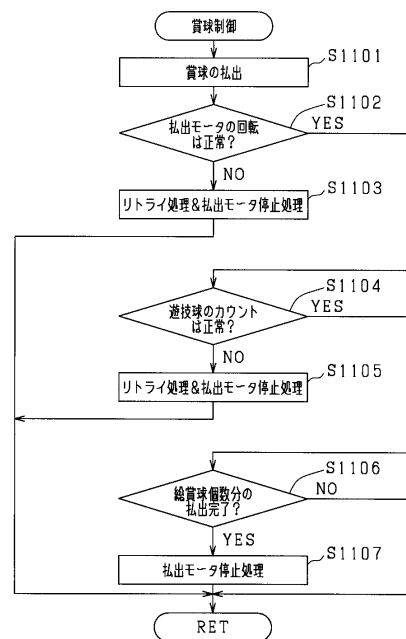 賞球制御
S1101
賞球の払出
S1102
払出モータの回転
は正常？
YES
NO
S1103
リトライ処理＆払出モータ停止処理
S1104
遊技球のカウント
は正常？
YES
NO
S1105
リトライ処理＆払出モータ停止処理
S1106
総賞球個数分の
払出完了？
NO
YES
S1107
払出モータ停止処理
RET